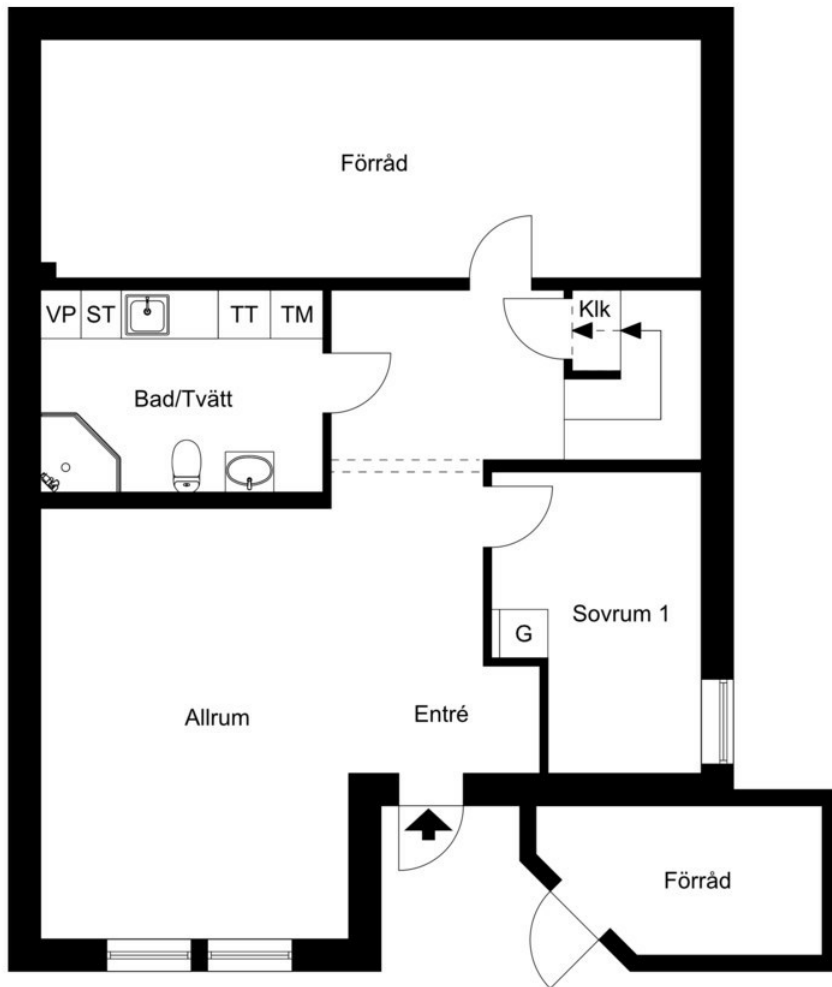 Förråd
Klk
VP ST TT TM
Bad/Tvätt
Sovrum 1
G
Allrum
Entré
Förråd